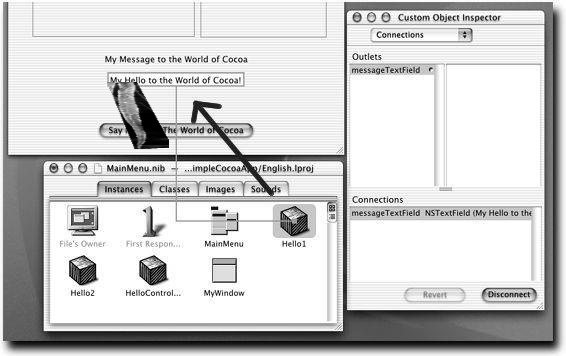 My Message to the World of Cocoa
My Hello to the World of Cocoa!
Say The World of Cocoa
MainMenu.nib — ...impleCocoaApp/English.lproj
Instances Classes Images Sounds
File's Owner First Respon... MainMenu Hello1
Hello2 HelloControl... MyWindow
Custom Object Inspector
Connections
Outlets
messageTextField
Connections
messageTextField NSTextField (My Hello to the
Revert Disconnect